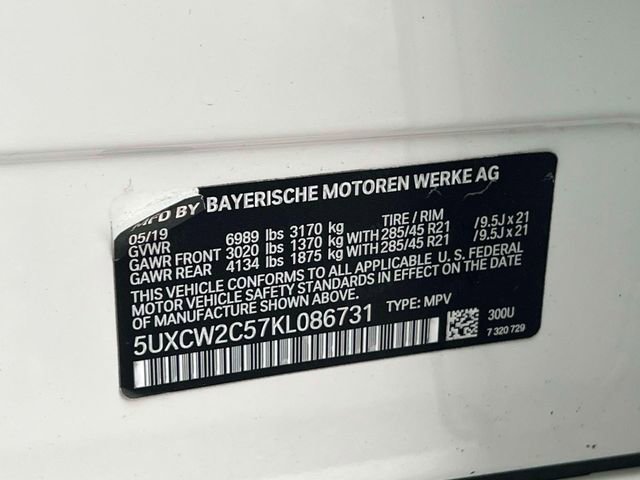 MFD BY BAYERISCHE MOTOREN WERKE AG
05/19 TIRE / RIM
GVWR 6989 lbs 3170 kg
GAWR FRONT 3020 lbs 1370 kg WITH 285/45 R21 /9.5J x 21
GAWR REAR 4134 lbs 1875 kg WITH 285/45 R21 /9.5J x 21
THIS VEHICLE CONFORMS TO ALL APPLICABLE U.S. FEDERAL
MOTOR VEHICLE SAFETY STANDARDS IN EFFECT ON THE DATE
OF MANUFACTURE SHOWN ABOVE.
5UXCW2C57KL086731 TYPE: MPV
300U
7 320 729